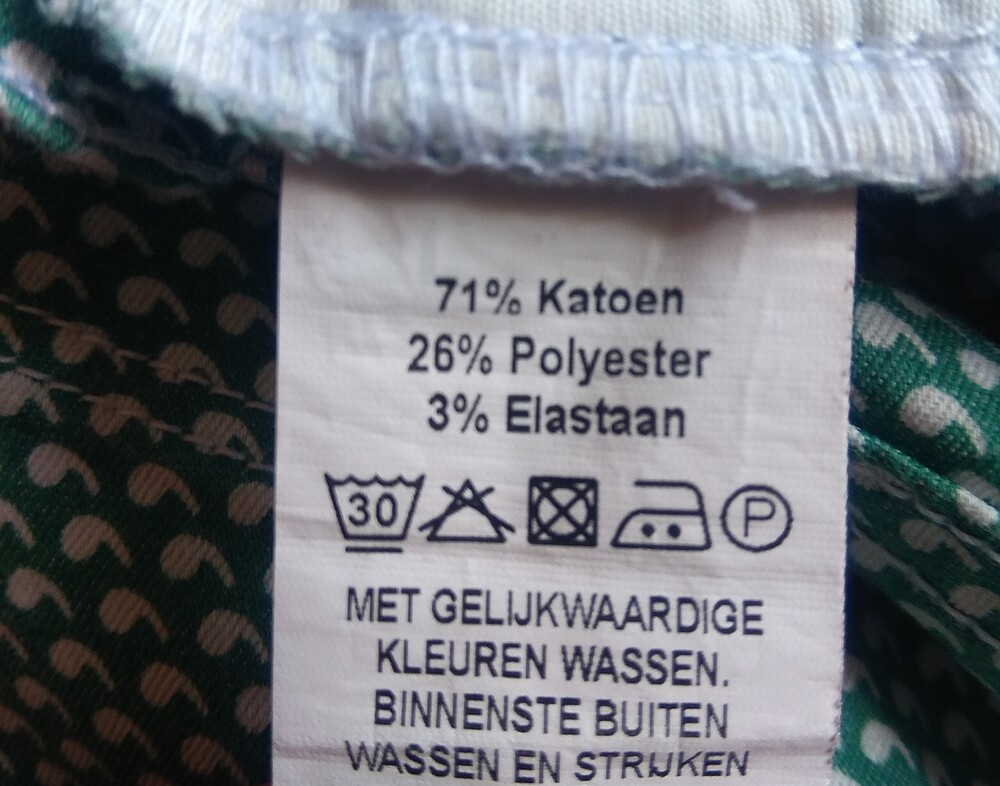 71% Katoen
26% Polyester
3% Elastaan
30 P
MET GELIJKWAARDIGE
KLEUREN WASSEN.
BINNENSTE BUITEN
WASSEN EN STRIJKEN